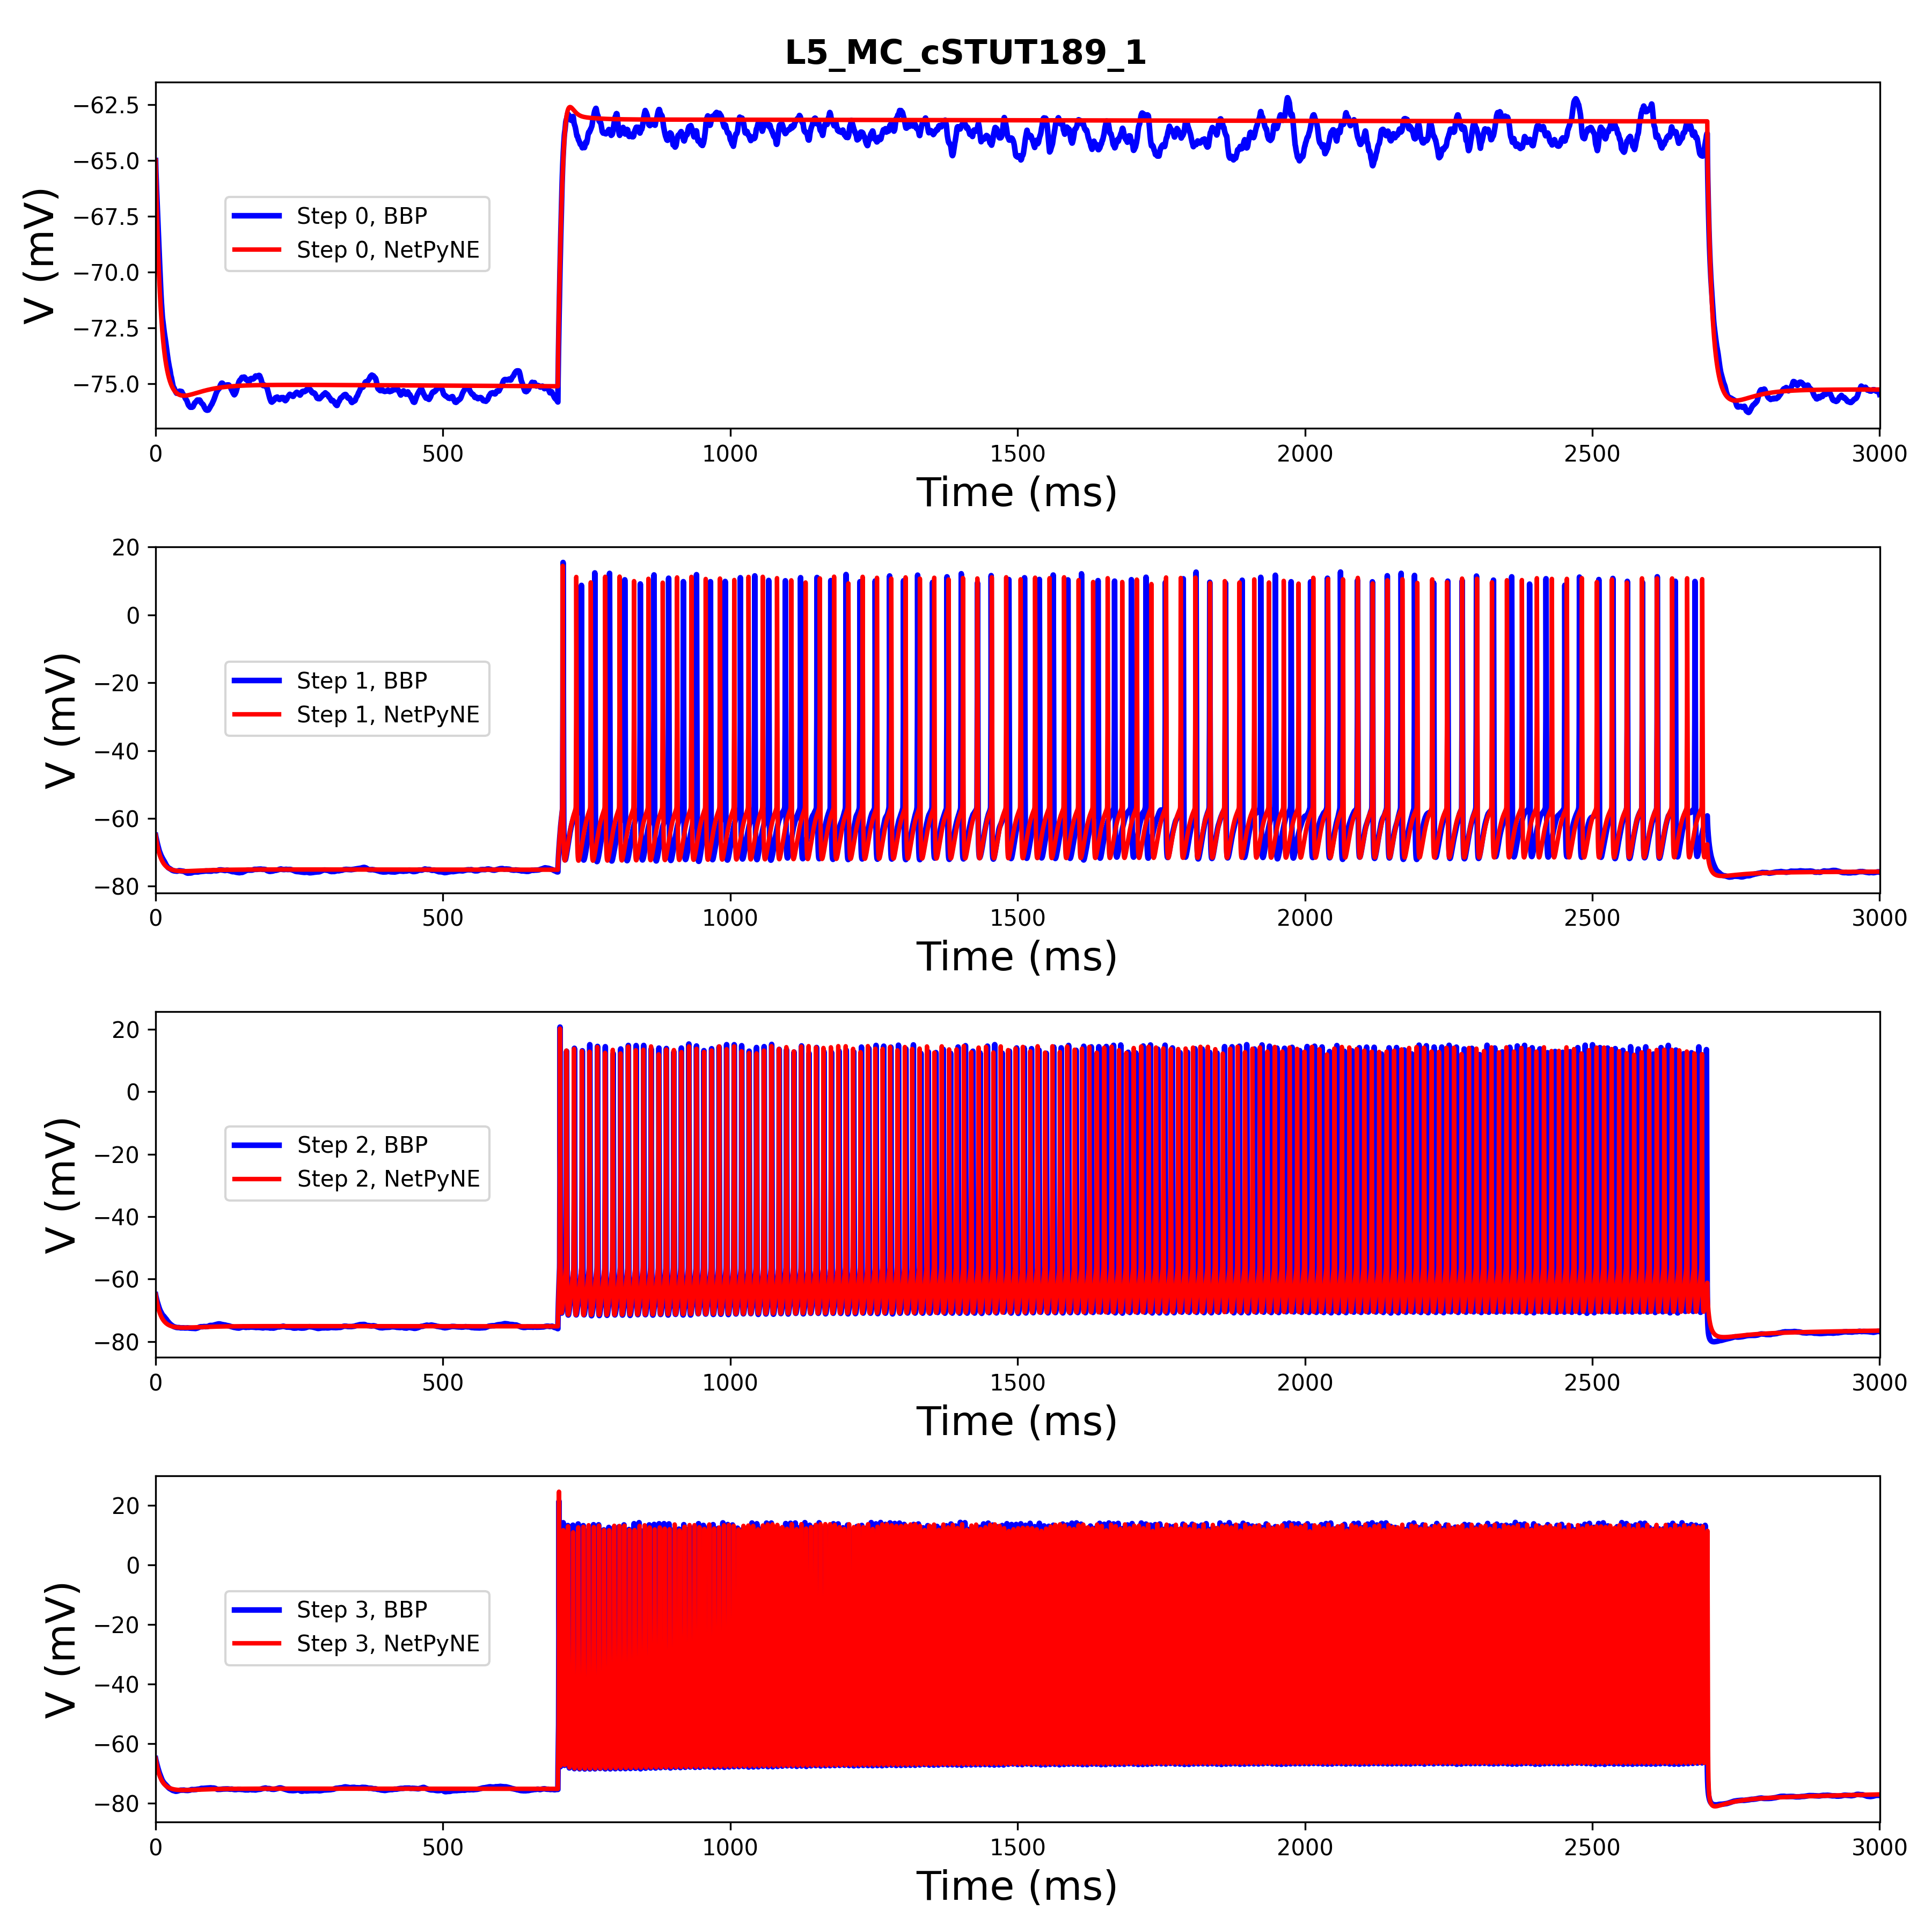 L5_MC_cSTUT189_1
−62.5
−65.0
−67.5
−70.0
−72.5
−75.0
V (mV)
Step 0, BBP
Step 0, NetPyNE
0 500 1000 1500 2000 2500 3000
Time (ms)
20
0
−20
−40
−60
−80
V (mV)
Step 1, BBP
Step 1, NetPyNE
0 500 1000 1500 2000 2500 3000
Time (ms)
20
0
−20
−40
−60
−80
V (mV)
Step 2, BBP
Step 2, NetPyNE
0 500 1000 1500 2000 2500 3000
Time (ms)
20
0
−20
−40
−60
−80
V (mV)
Step 3, BBP
Step 3, NetPyNE
0 500 1000 1500 2000 2500 3000
Time (ms)